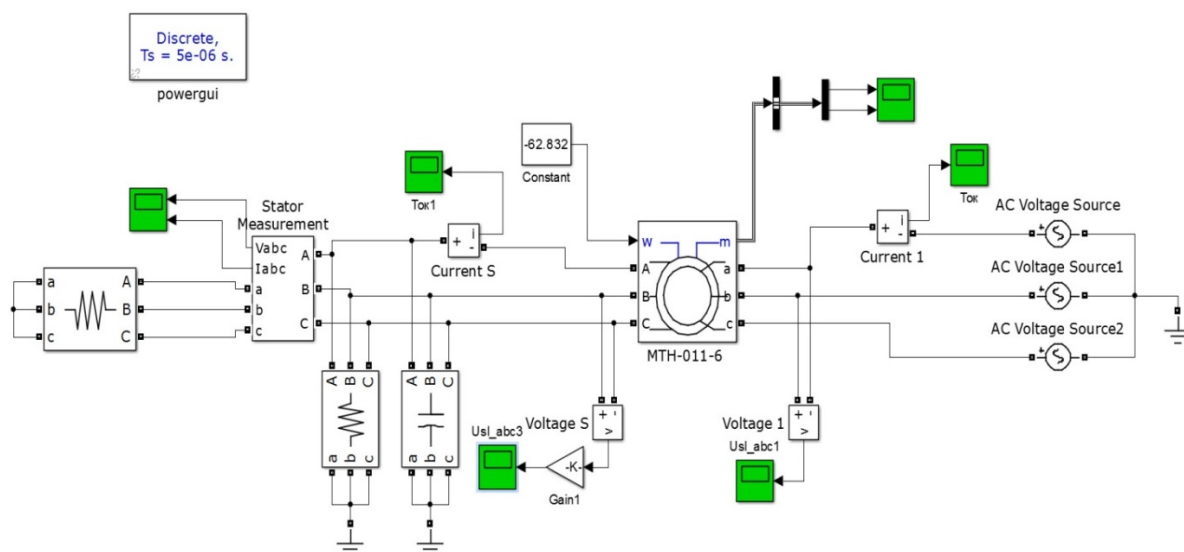 Discrete,
Ts = 5e-06 s.
powergui
-62.832
Constant
Ток1
Ток
Stator
Measurement
Vabc
Iabc
a
b
c
A
B
C
Current S
+
i
-
w
m
A
B
C
a
b
c
MTH-011-6
Current 1
+
i
-
AC Voltage Source
+
AC Voltage Source1
+
AC Voltage Source2
+
a
b
c
A
B
C
A B C
a b c
A B C
a b c
Voltage S
+ -
v
Usl_abc3
-K-
Gain1
Voltage 1
+ -
v
Usl_abc1